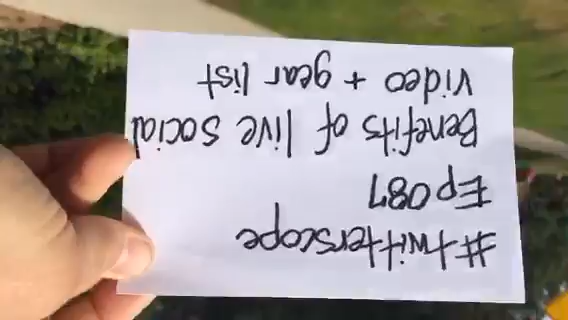 #twitterscope
Ep087
Benefits of live social
video + gear list